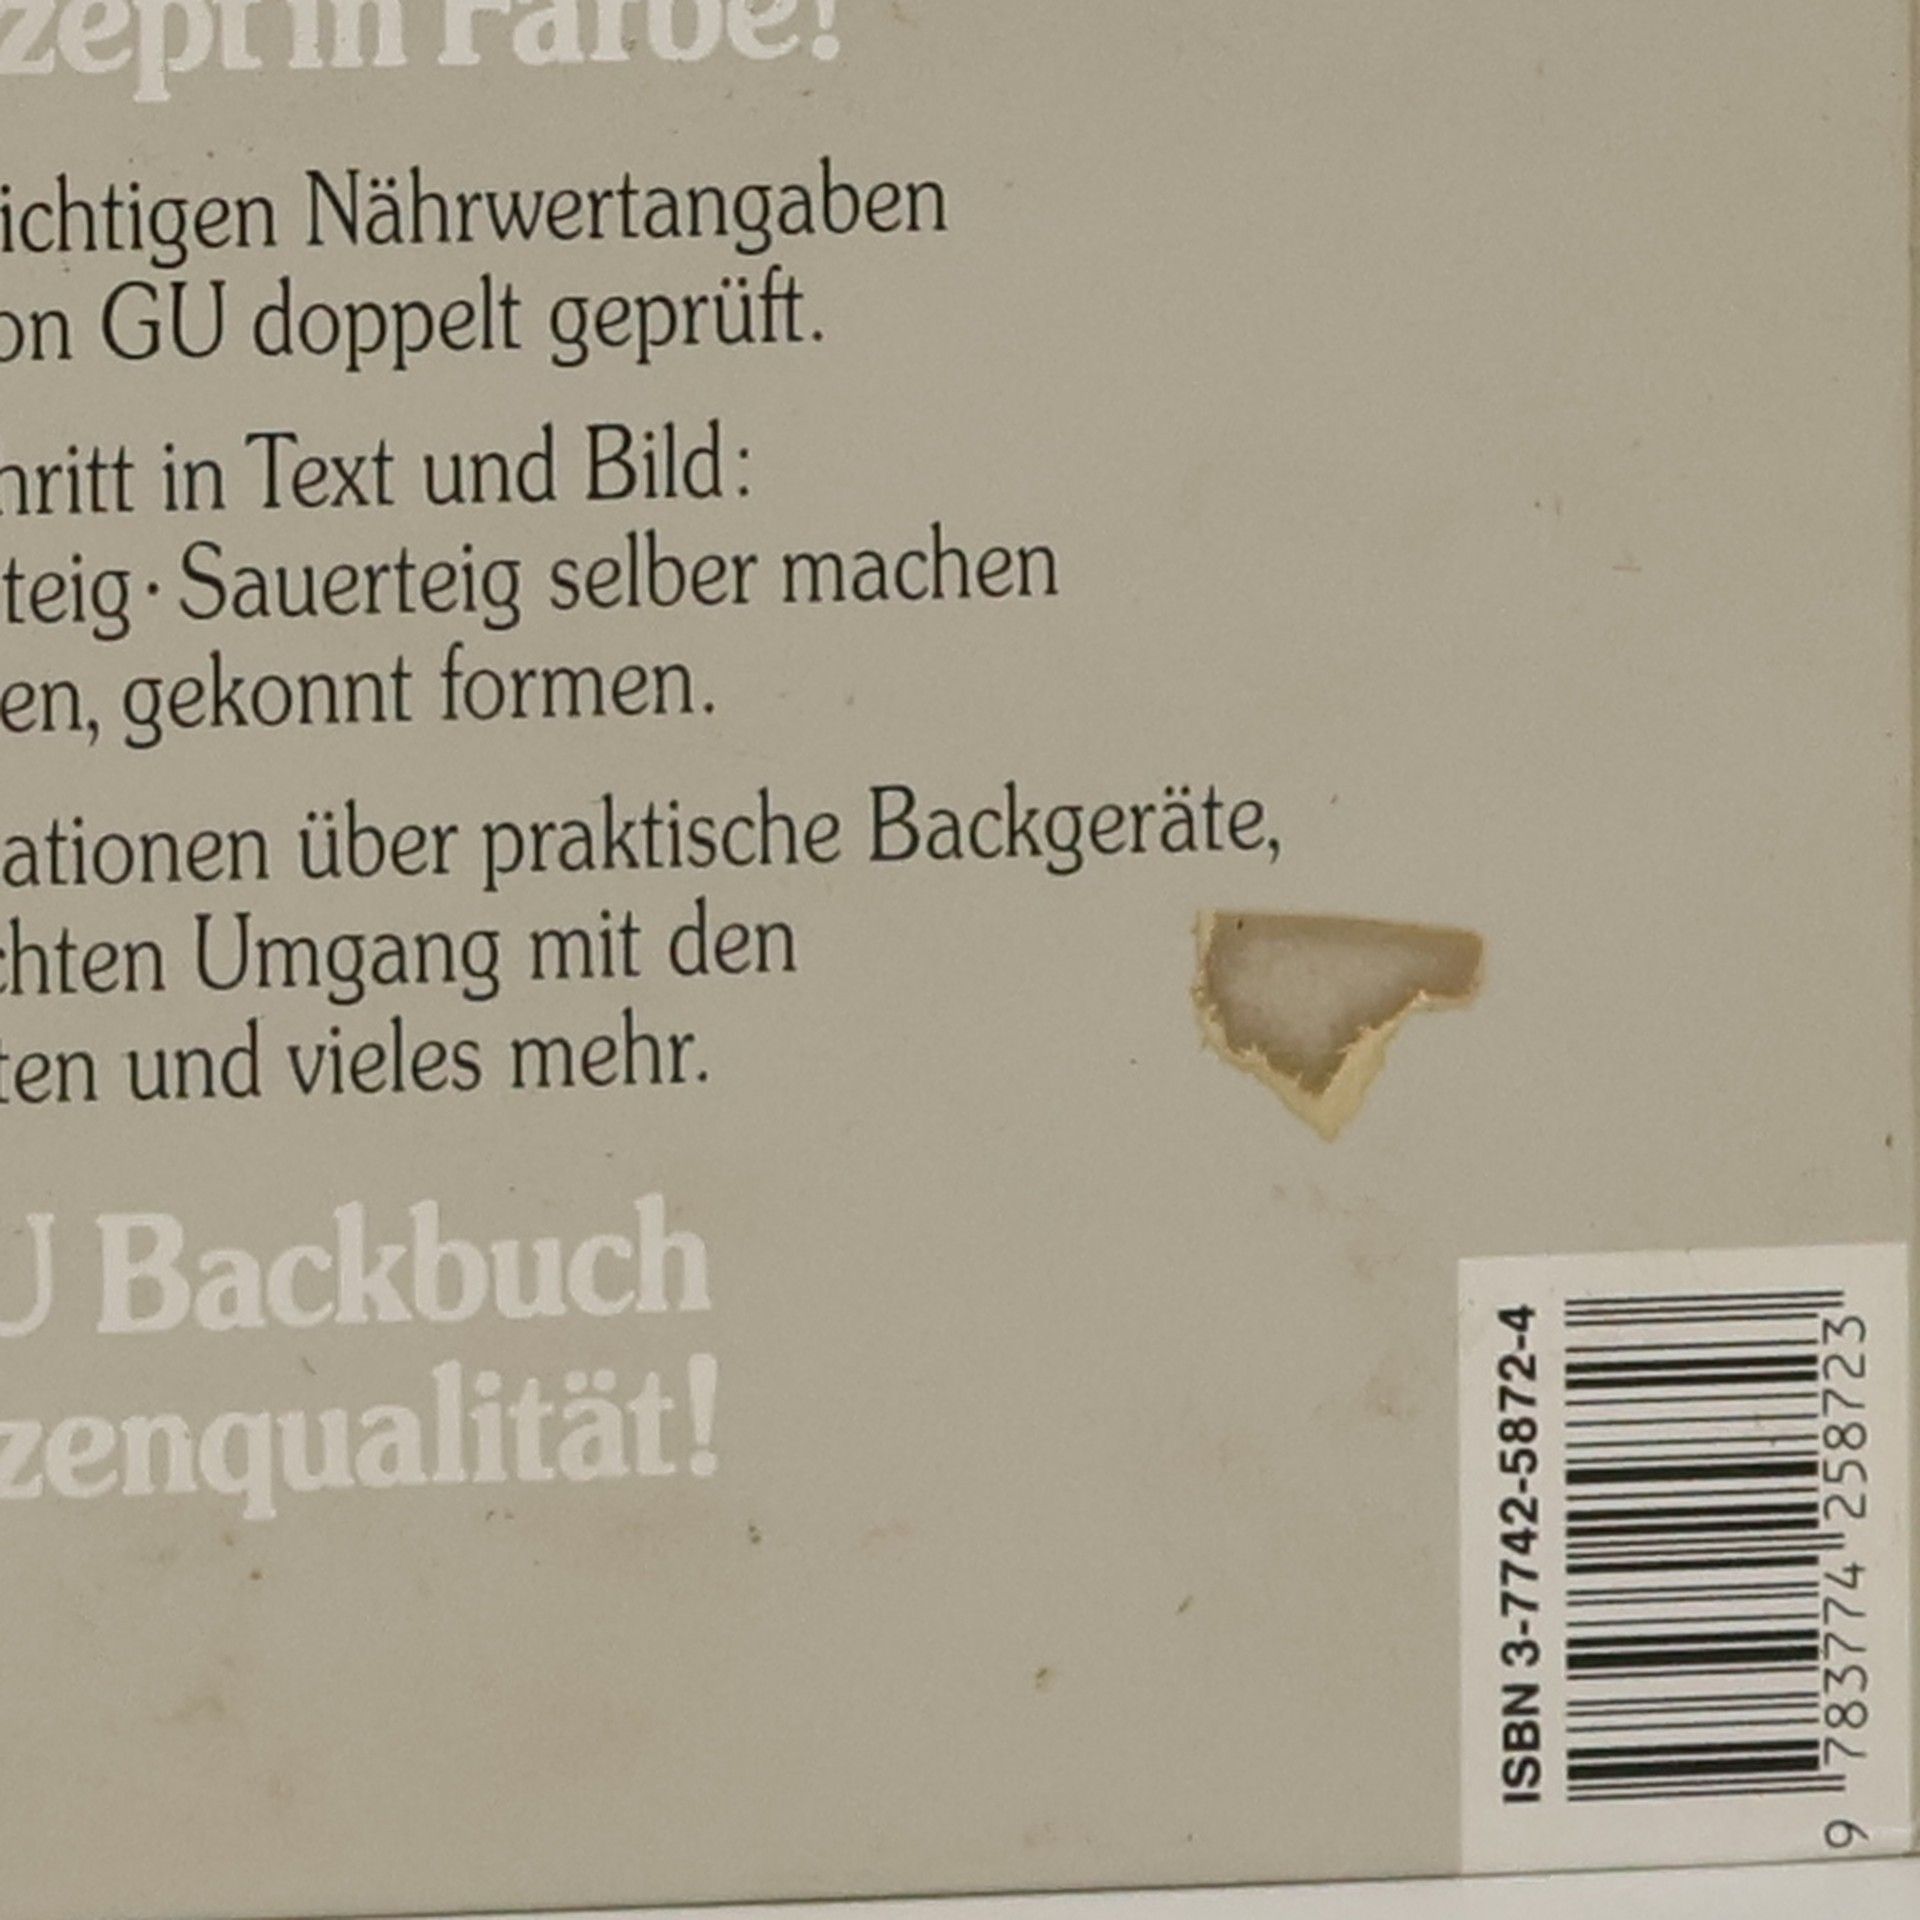 zept in Farbe!
ichtigen Nährwertangaben
on GU doppelt geprüft.
hritt in Text und Bild:
teig · Sauerteig selber machen
en, gekonnt formen.
ationen über praktische Backgeräte,
chten Umgang mit den
ten und vieles mehr.
U Backbuch
zenqualität!
ISBN 3-7742-5872-4
9 783774 258723